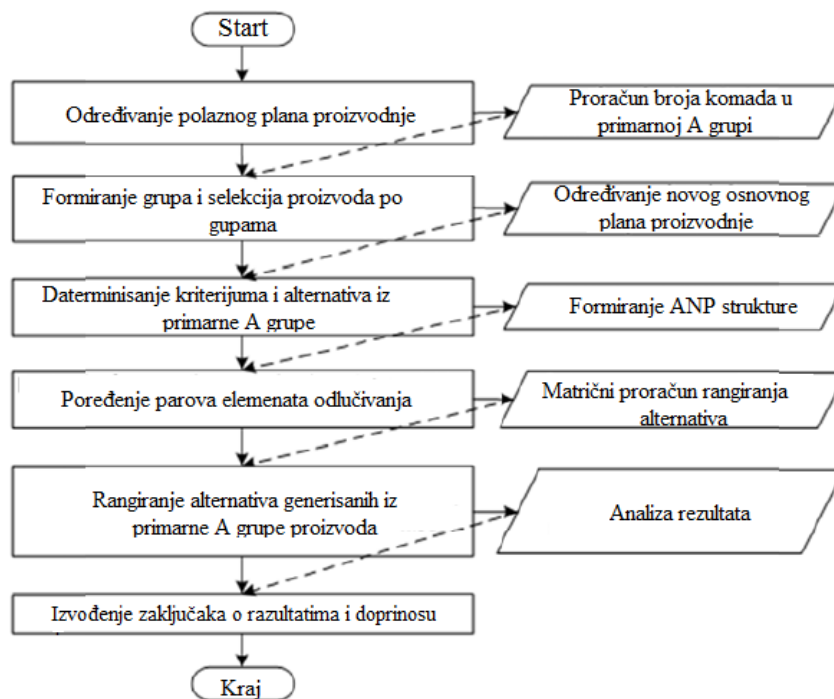 Start
Određivanje polaznog plana proizvodnje
Proračun broja komada u
primarnoj A grupi
Formiranje grupa i selekcija proizvoda po
gupama
Određivanje novog osnovnog
plana proizvodnje
Daterminisanje kriterijuma i alternativa iz
primarne A grupe
Formiranje ANP strukture
Poređenje parova elemenata odlučivanja
Matrični proračun rangiranja
alternativa
Rangiranje alternativa generisanih iz
primarne A grupe proizvoda
Analiza rezultata
Izvođenje zaključaka o razultatima i doprinosu
Kraj